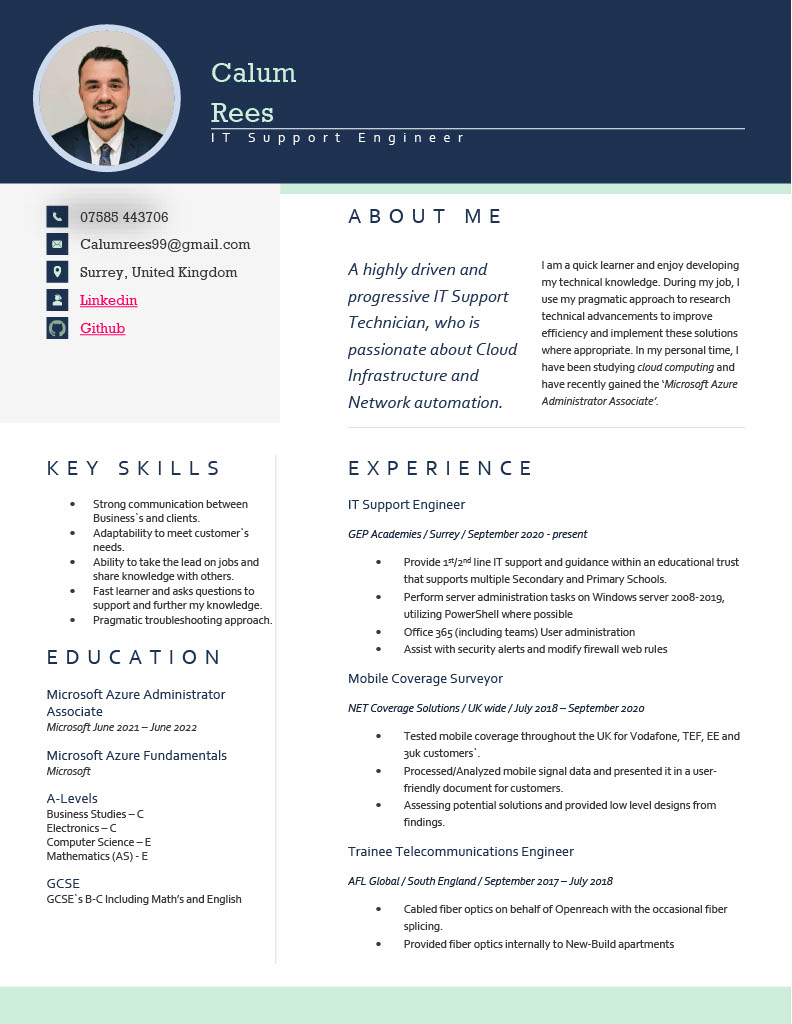 Calum
Rees
IT Support Engineer
07585 443706
Calumrees99@gmail.com
Surrey, United Kingdom
Linkedin
Github
ABOUT ME
A highly driven and
progressive IT Support
Technician, who is
passionate about Cloud
Infrastructure and
Network automation.
I am a quick learner and enjoy developing
my technical knowledge. During my job, I
use my pragmatic approach to research
technical advancements to improve
efficiency and implement these solutions
where appropriate. In my personal time, I
have been studying cloud computing and
have recently gained the ‘Microsoft Azure
Administrator Associate’.
KEY SKILLS
• Strong communication between
Business`s and clients.
• Adaptability to meet customer`s
needs.
• Ability to take the lead on jobs and
share knowledge with others.
• Fast learner and asks questions to
support and further my knowledge.
• Pragmatic troubleshooting approach.
EDUCATION
Microsoft Azure Administrator
Associate
Microsoft June 2021 – June 2022
Microsoft Azure Fundamentals
Microsoft
A-Levels
Business Studies – C
Electronics – C
Computer Science – E
Mathematics (AS) - E
GCSE
GCSE`s B-C Including Math’s and English
EXPERIENCE
IT Support Engineer
GEP Academies / Surrey / September 2020 - present
• Provide 1st/2nd line IT support and guidance within an educational trust
that supports multiple Secondary and Primary Schools.
• Perform server administration tasks on Windows server 2008-2019,
utilizing PowerShell where possible
• Office 365 (including teams) User administration
• Assist with security alerts and modify firewall web rules
Mobile Coverage Surveyor
NET Coverage Solutions / UK wide / July 2018 – September 2020
• Tested mobile coverage throughout the UK for Vodafone, TEF, EE and
3uk customers`.
• Processed/Analyzed mobile signal data and presented it in a user-
friendly document for customers.
• Assessing potential solutions and provided low level designs from
findings.
Trainee Telecommunications Engineer
AFL Global / South England / September 2017 – July 2018
• Cabled fiber optics on behalf of Openreach with the occasional fiber
splicing.
• Provided fiber optics internally to New-Build apartments